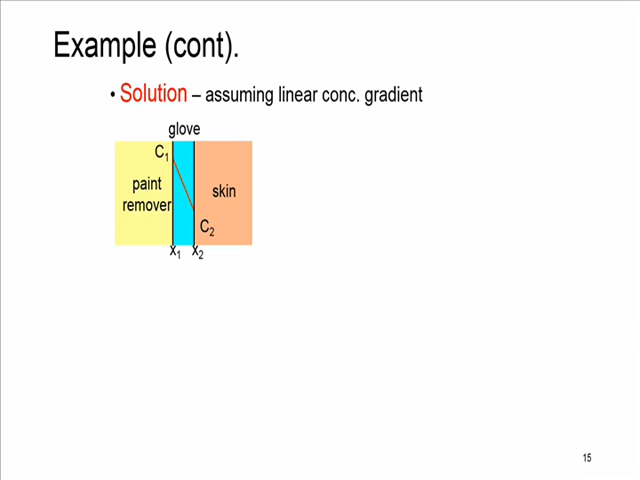 Example (cont).
• Solution – assuming linear conc. gradient
glove
C1
paint
remover
skin
C2
x1 x2
15